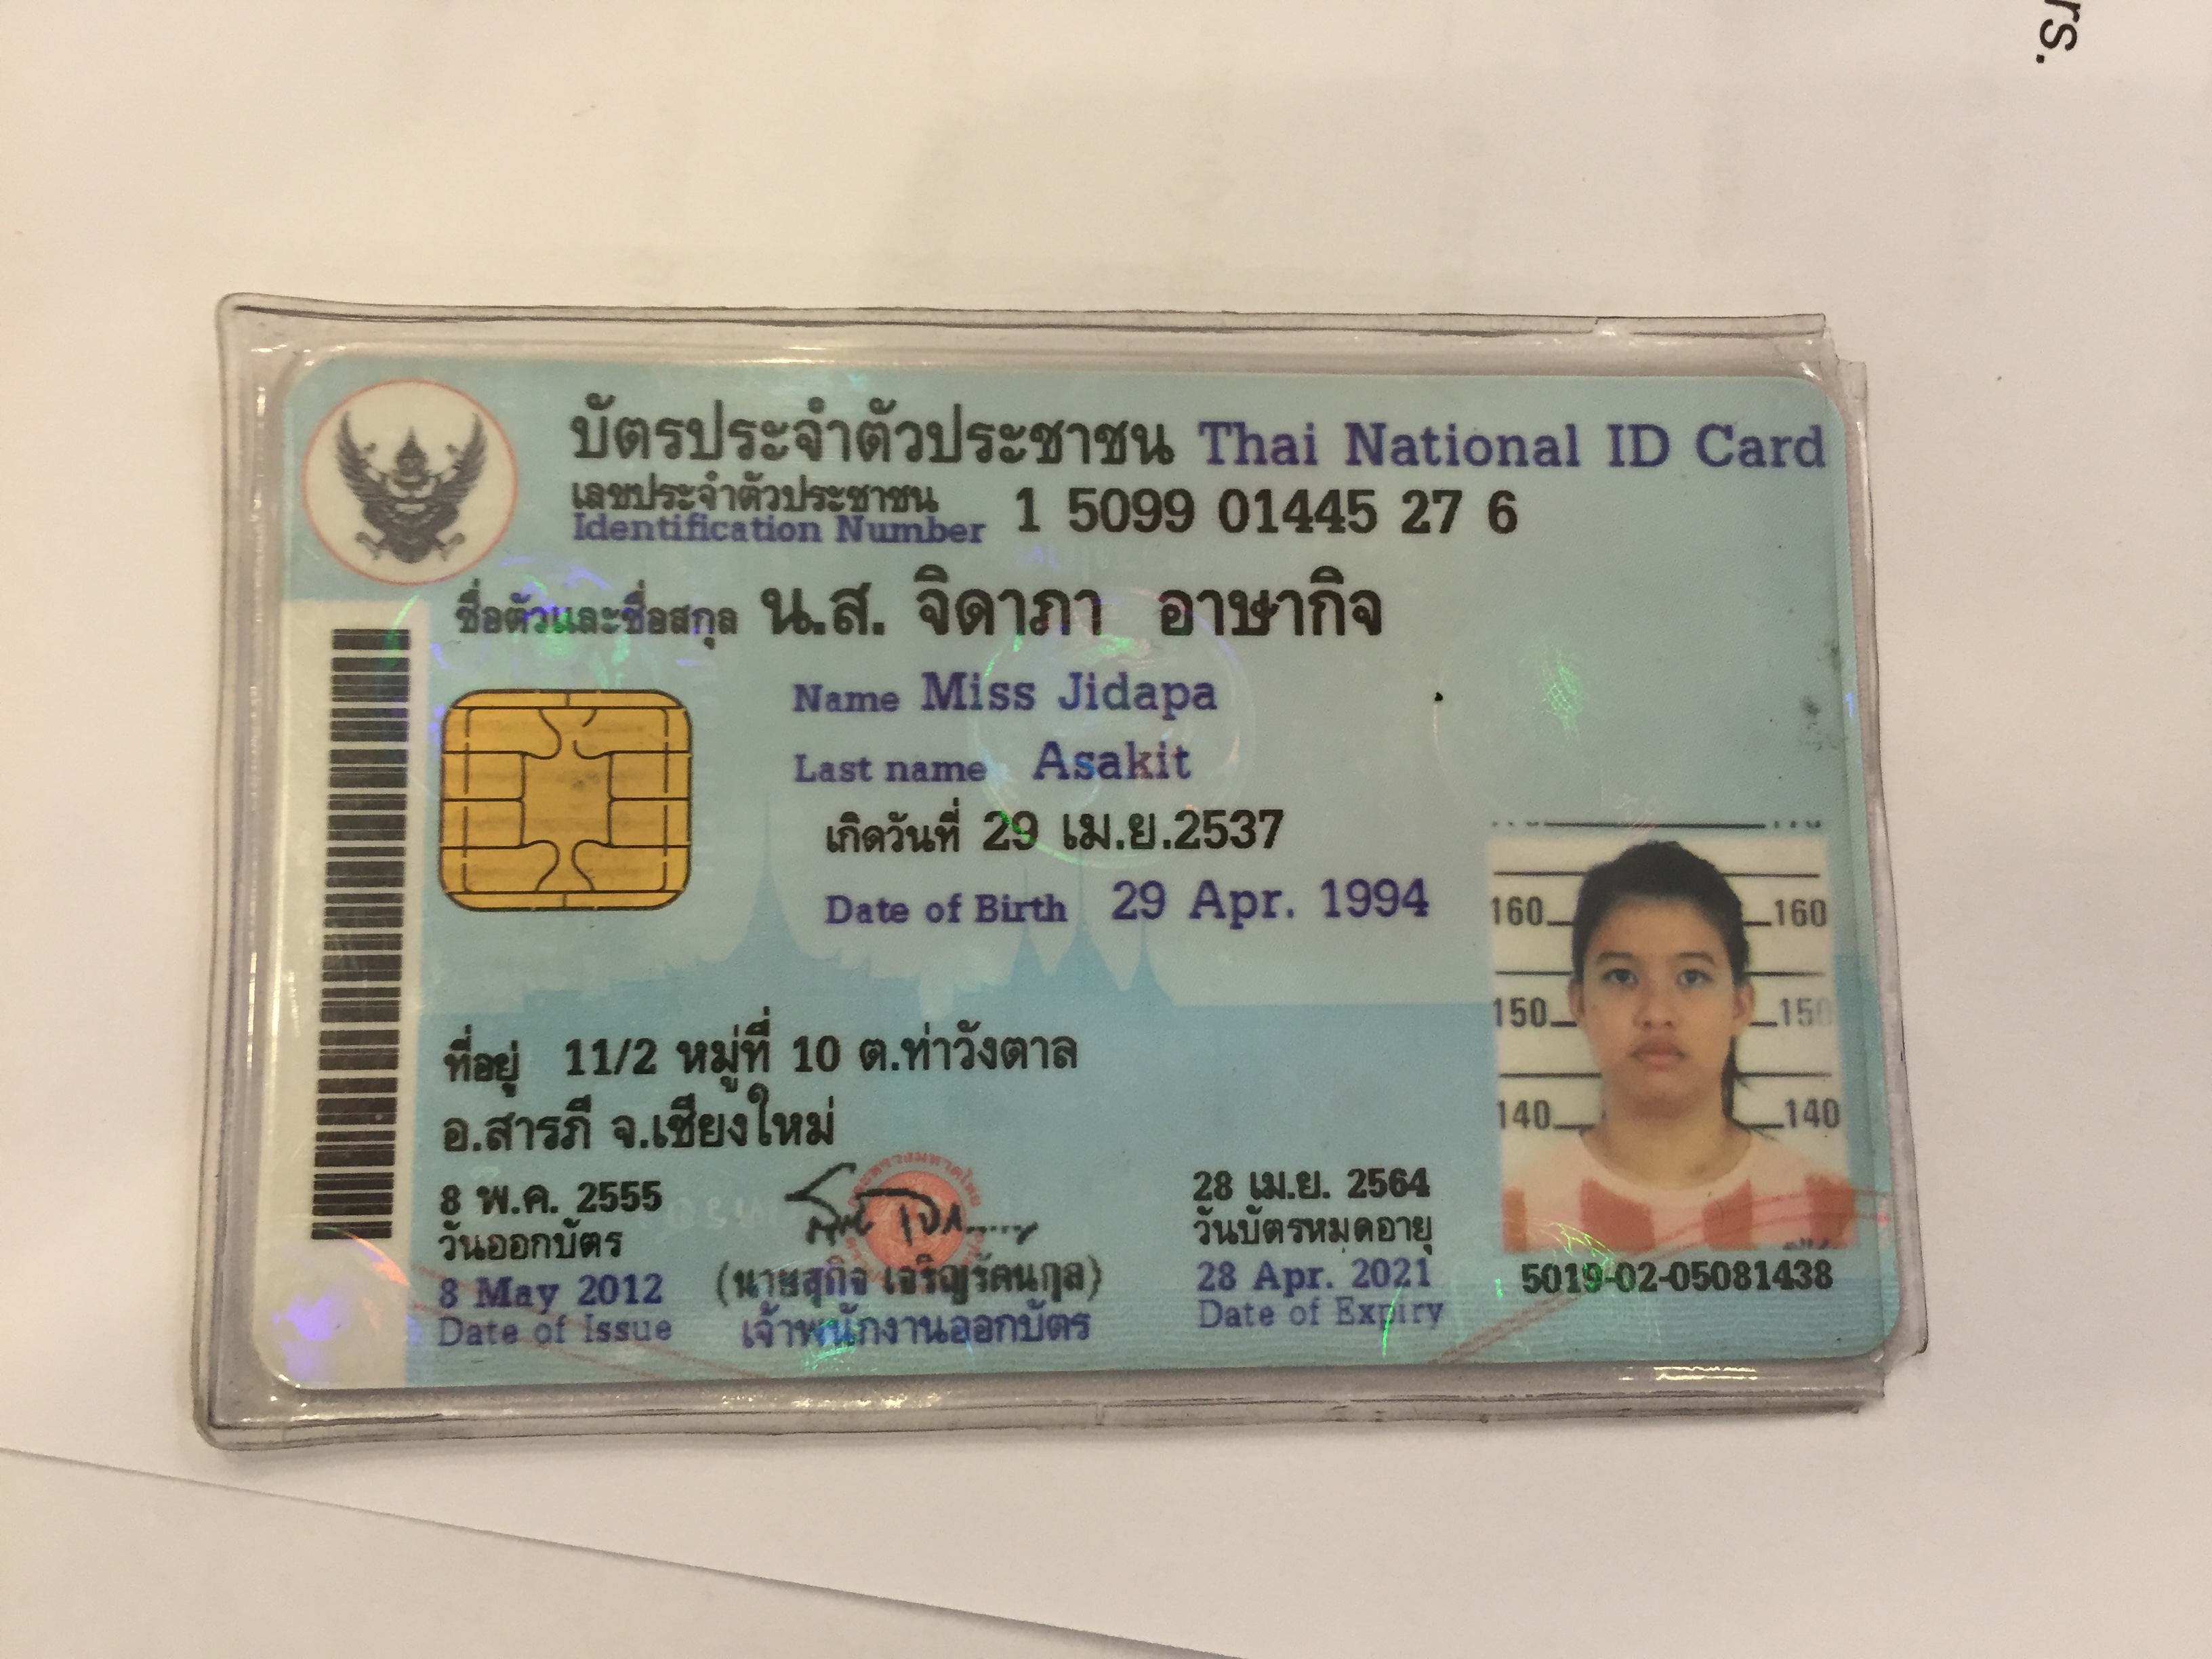 บัตรประจำตัวประชาชน Thai National ID Card
เลขประจำตัวประชาชน
Identification Number
1 5099 01445 27 6
ชื่อตัวและชื่อสกุล น.ส. จิดาภา อาษากิจ
Name Miss Jidapa
Last name Asakit
เกิดวันที่ 29 เม.ย.2537
Date of Birth 29 Apr. 1994
ที่อยู่ 11/2 หมู่ที่ 10 ต.ท่าวังตาล
อ.สารภี จ.เชียงใหม่
8 พ.ค. 2555
วันออกบัตร
8 May 2012
Date of Issue
(นายสุกิจ เจริญรัตนกุล)
เจ้าพนักงานออกบัตร
28 เม.ย. 2564
วันบัตรหมดอายุ
28 Apr. 2021
Date of Expiry
160 160
150 150
140 140
5019-02-05081438
rs.